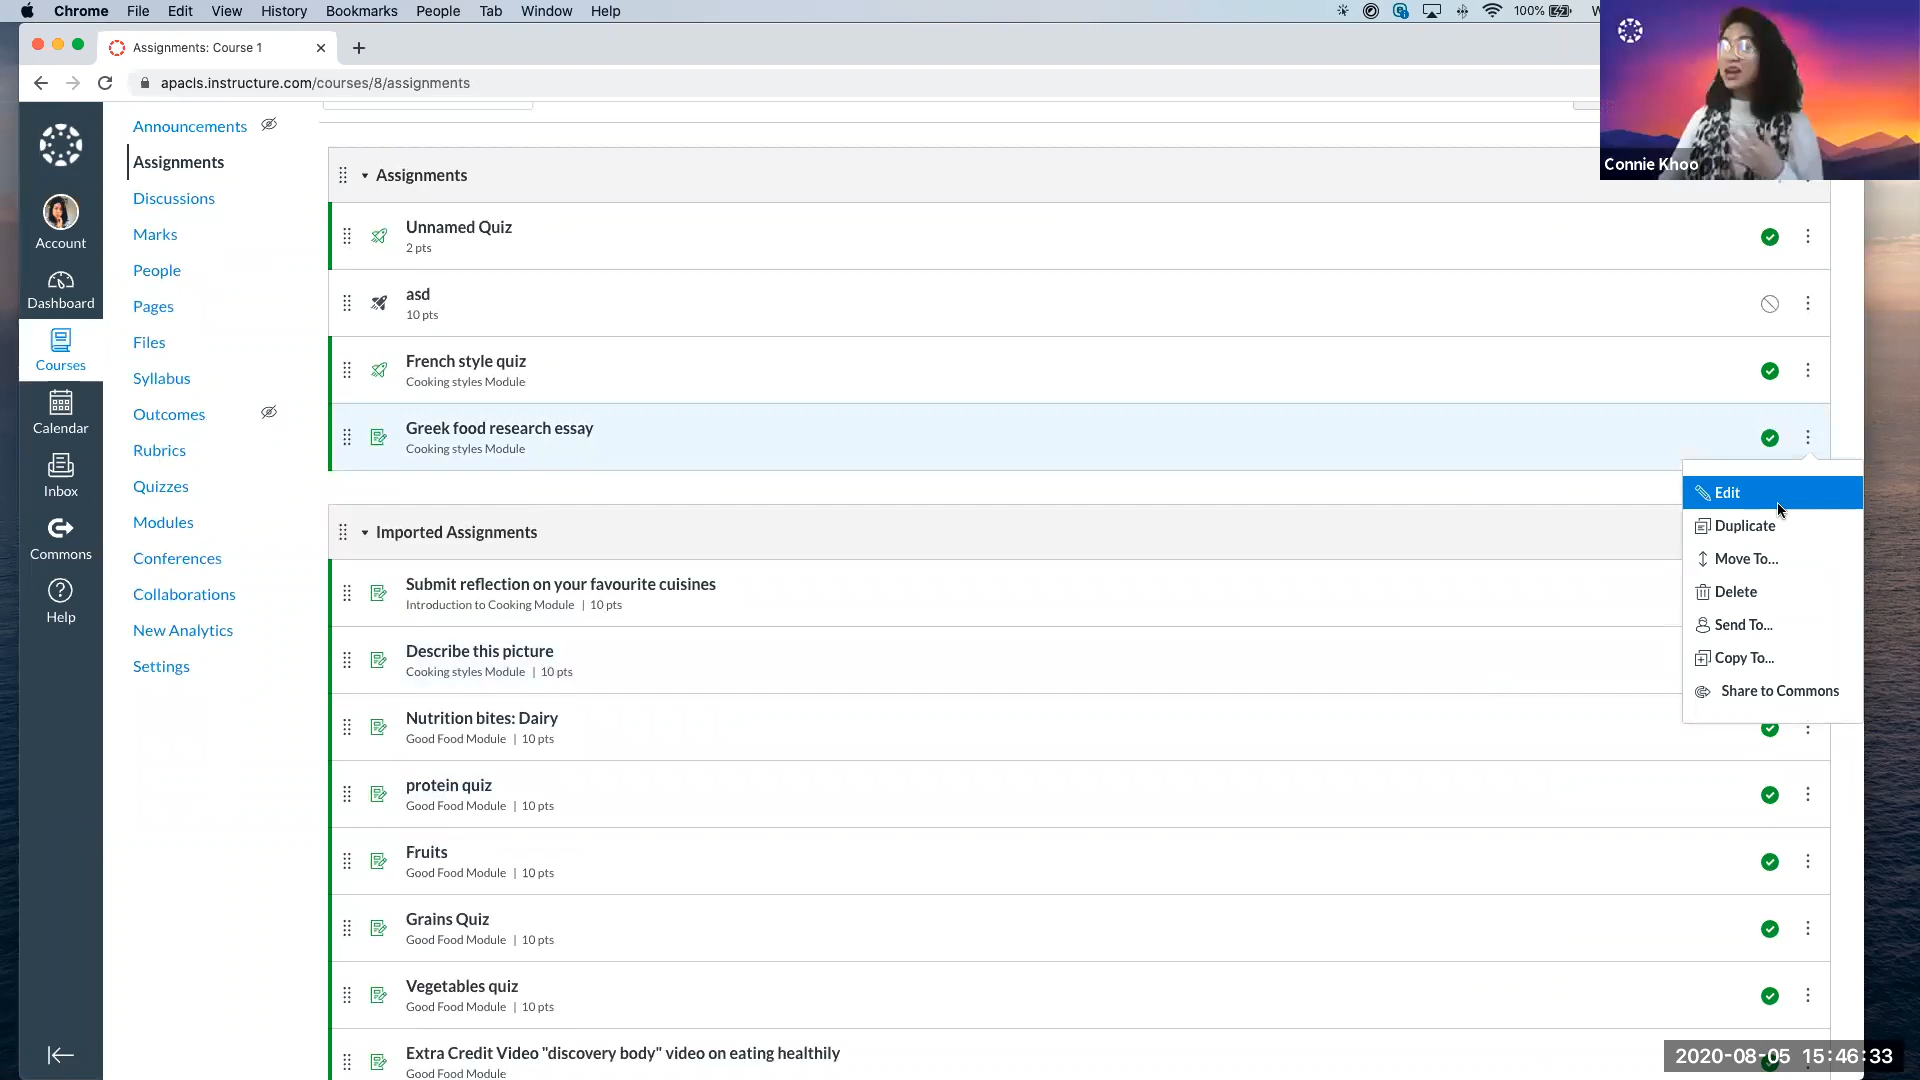 Chrome File Edit View History Bookmarks People Tab Window Help 100%
Assignments: Course 1
apacls.instructure.com/courses/8/assignments
Connie Khoo
Account
Dashboard
Courses
Calendar
Inbox
Commons
Help
Announcements
Assignments
Discussions
Marks
People
Pages
Files
Syllabus
Outcomes
Rubrics
Quizzes
Modules
Conferences
Collaborations
New Analytics
Settings
Assignments
Unnamed Quiz
2 pts
asd
10 pts
French style quiz
Cooking styles Module
Greek food research essay
Cooking styles Module
Edit
Duplicate
Move To...
Delete
Send To...
Copy To...
Share to Commons
Imported Assignments
Submit reflection on your favourite cuisines
Introduction to Cooking Module | 10 pts
Describe this picture
Cooking styles Module | 10 pts
Nutrition bites: Dairy
Good Food Module | 10 pts
protein quiz
Good Food Module | 10 pts
Fruits
Good Food Module | 10 pts
Grains Quiz
Good Food Module | 10 pts
Vegetables quiz
Good Food Module | 10 pts
Extra Credit Video "discovery body" video on eating healthily
Good Food Module
2020-08-05 15:46:33